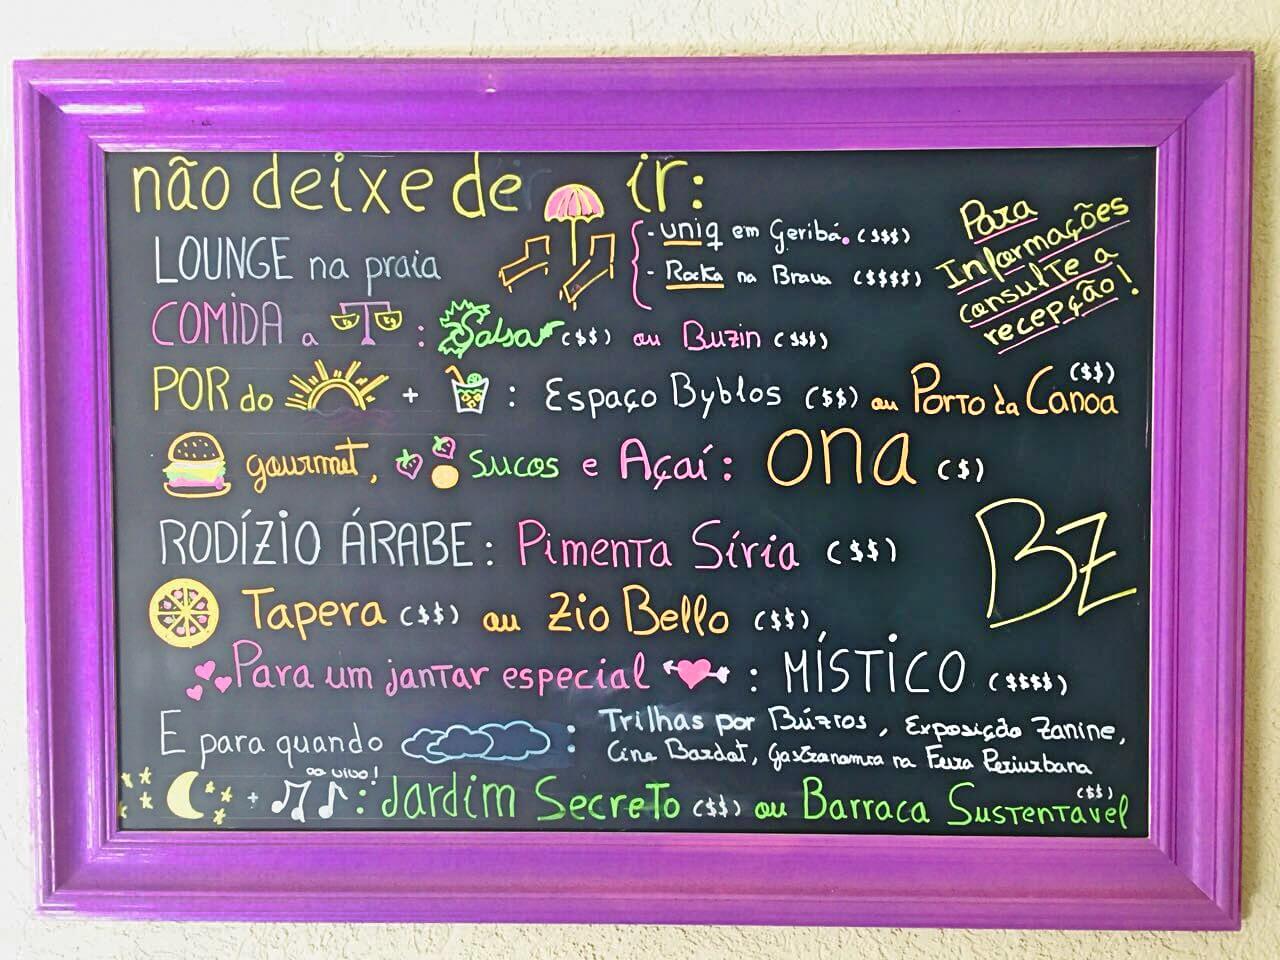 não deixe de ir:
LOUNGE na praia
- uniq em Geribá. ($$$)
- Rocka na Brava ($$$$)
Para
Informações
consulte a
recepção!
COMIDA a Kg Kg : Salsa ($$) ou Buzin ($$$)
POR do + : Espaço Byblos ($$) ou Porto da Canoa ($$)
gourmet, sucos e Açaí: ona ($)
RODÍZIO ÁRABE: Pimenta Síria ($$)
Bz
Tapera ($$) ou Zio Bello ($$)
Para um jantar especial : MÍSTICO ($$$$)
E para quando : Trilhas por Búzios, Exposição Zanine,
Cine Bardot, Gastronomia na Feira Periurbana
+ ao vivo! : Jardim Secreto ($$) ou Barraca Sustentavel ($$)